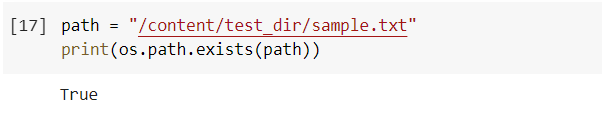 [17] path = "/content/test_dir/sample.txt"
print(os.path.exists(path))
True